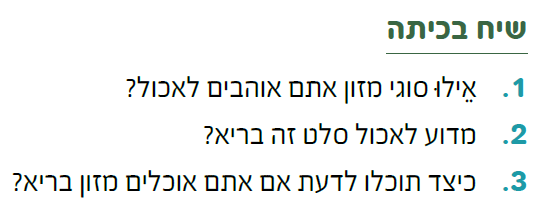 שיח בכיתה
1. אֵילוּ סוגי מזון אתם אוהבים לאכול?
2. מדוע לאכול סלט זה בריא?
3. כיצד תוכלו לדעת אם אתם אוכלים מזון בריא?